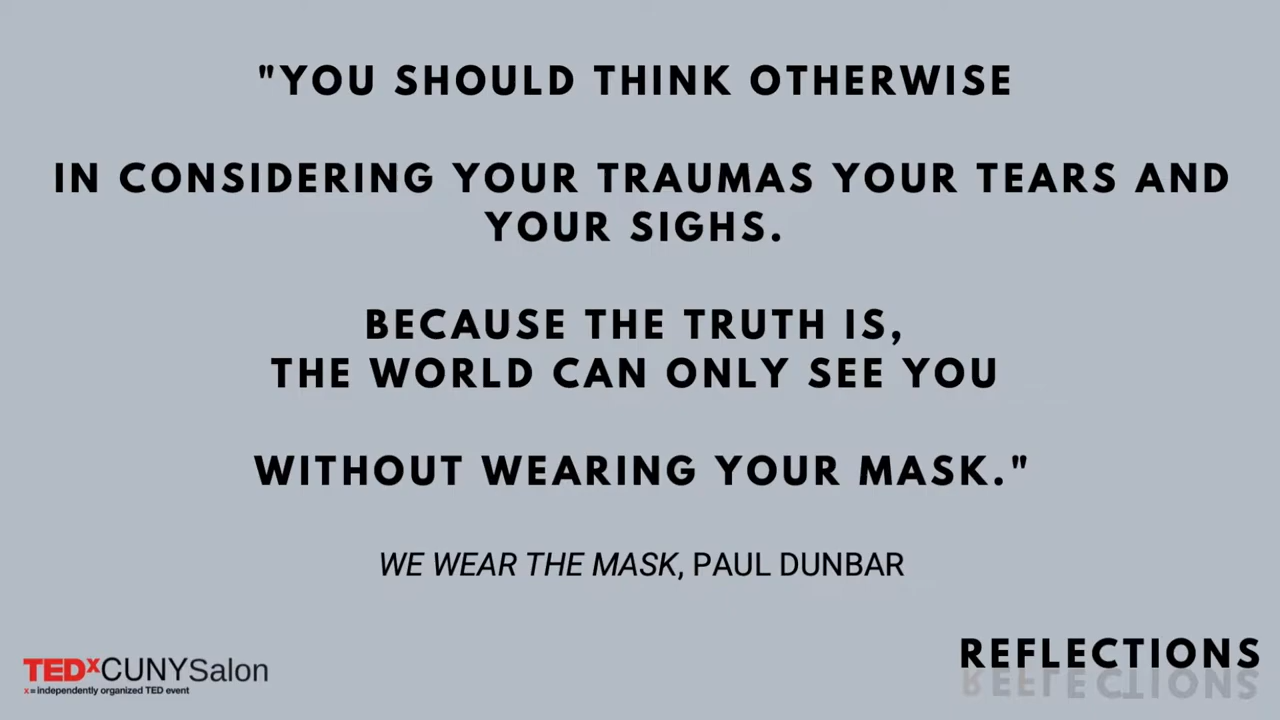 "YOU SHOULD THINK OTHERWISE
IN CONSIDERING YOUR TRAUMAS YOUR TEARS AND
YOUR SIGHS.
BECAUSE THE TRUTH IS,
THE WORLD CAN ONLY SEE YOU
WITHOUT WEARING YOUR MASK."
WE WEAR THE MASK, PAUL DUNBAR
TEDxCUNYSalon
x = independently organized TED event
REFLECTIONS
REFLECTIONS